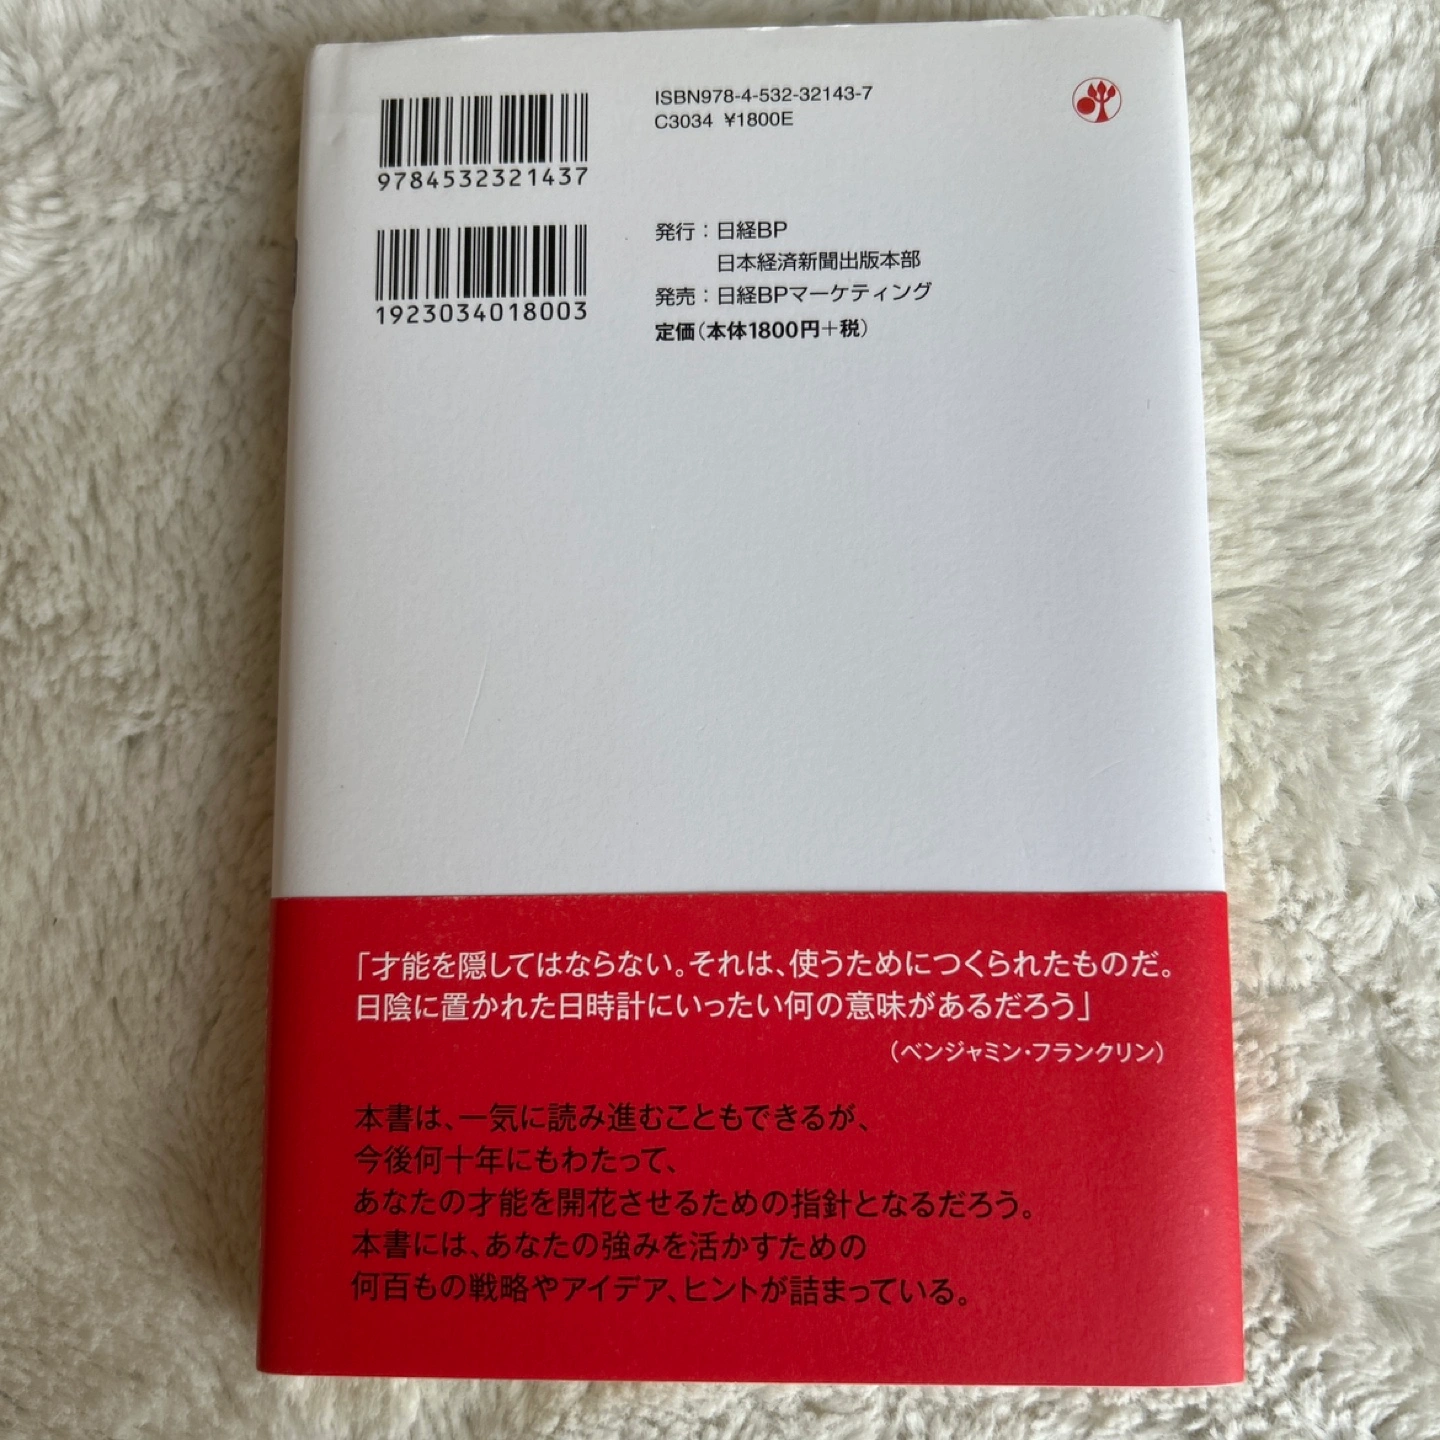 9784532321437
1923034018003
ISBN978-4-532-32143-7
C3034 ¥1800E
発行：日経BP
日本経済新聞出版本部
発売：日経BPマーケティング
定価（本体1800円＋税）
「才能を隠してはならない。それは、使うためにつくられたものだ。
日陰に置かれた日時計にいったい何の意味があるだろう」
（ベンジャミン・フランクリン）
本書は、一気に読み進むこともできるが、
今後何十年にもわたって、
あなたの才能を開花させるための指針となるだろう。
本書には、あなたの強みを活かすための
何百もの戦略やアイデア、ヒントが詰まっている。